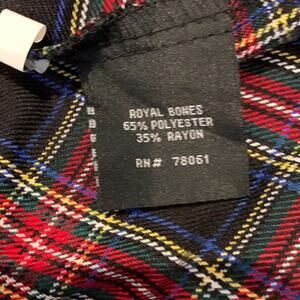 ROYAL BONES
65% POLYESTER
35% RAYON
RN# 78061